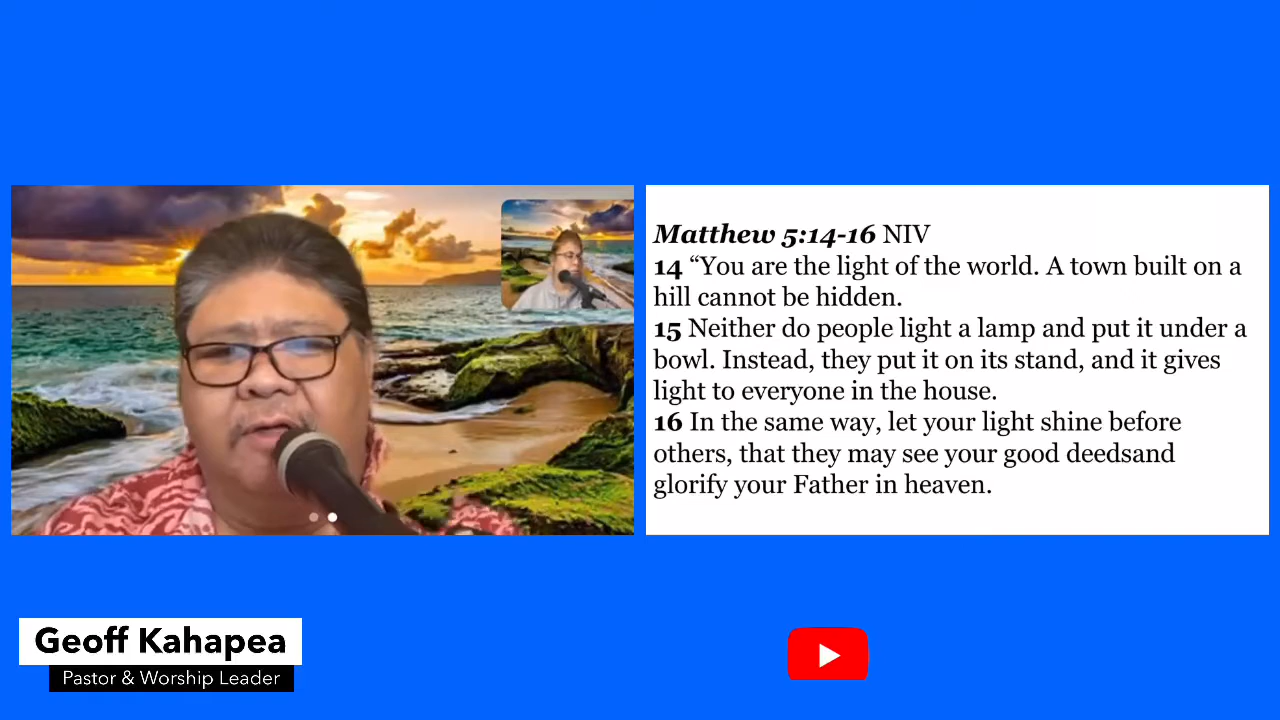 Matthew 5:14-16 NIV
14 “You are the light of the world. A town built on a
hill cannot be hidden.
15 Neither do people light a lamp and put it under a
bowl. Instead, they put it on its stand, and it gives
light to everyone in the house.
16 In the same way, let your light shine before
others, that they may see your good deedsand
glorify your Father in heaven.
Geoff Kahapea
Pastor & Worship Leader